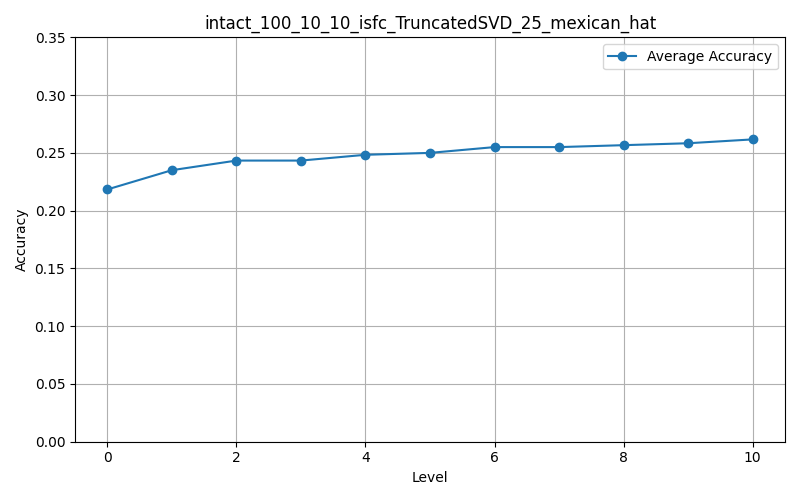 intact_100_10_10_isfc_TruncatedSVD_25_mexican_hat
Average Accuracy
Accuracy
0.35
0.30
0.25
0.20
0.15
0.10
0.05
0.00
0 2 4 6 8 10
Level